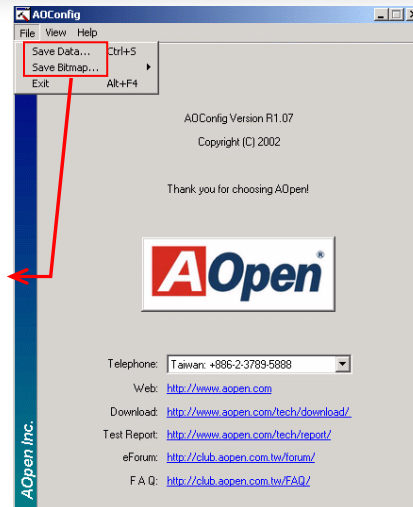 AOConfig
File View Help
Save Data... Ctrl+S
Save Bitmap...
Exit Alt+F4
AOConfig Version R1.07
Copyright (C) 2002
Thank you for choosing AOpen!
AOpen®
Telephone: Taiwan: +886-2-3789-5888
Web: http://www.aopen.com
Download: http://www.aopen.com/tech/download/
Test Report: http://www.aopen.com/tech/report/
eForum: http://club.aopen.com.tw/forum/
F A Q: http://club.aopen.com.tw/FAQ/
AOpen Inc.